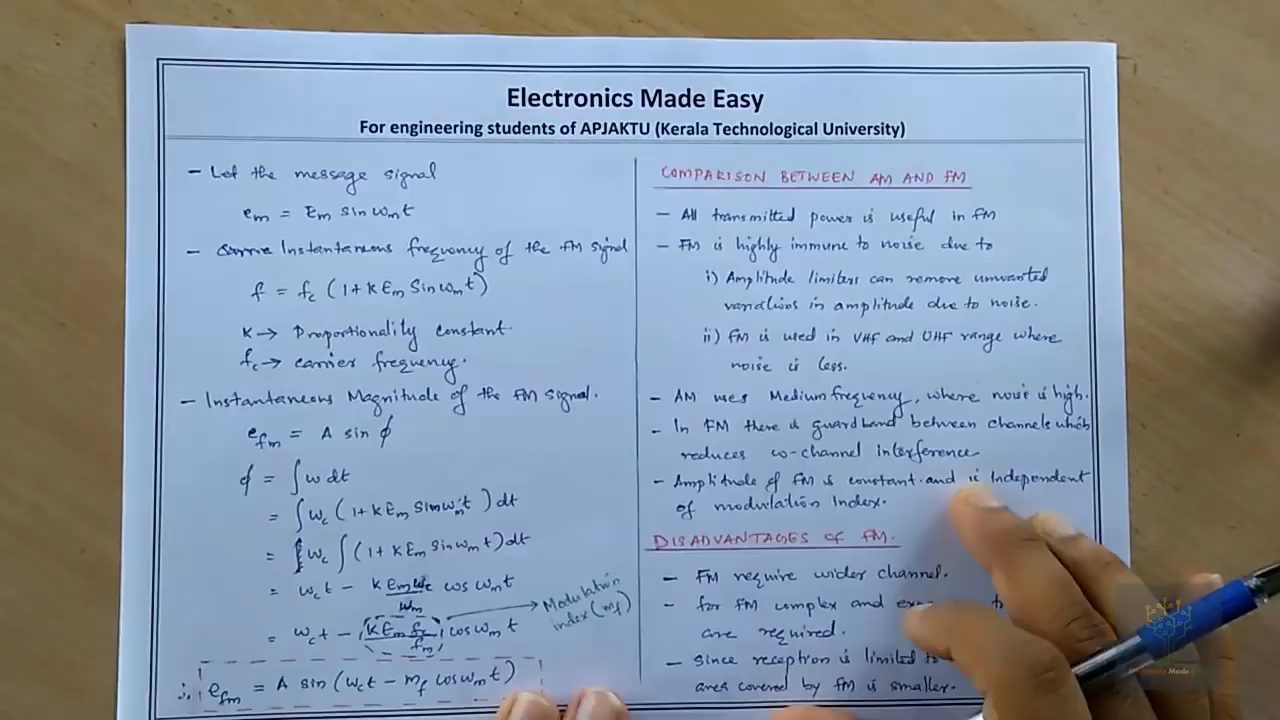 Electronics Made Easy
For engineering students of APJAKTU (Kerala Technological University)
- Let the message signal
em = Em sin ωmt
- Instantaneous frequency of the FM signal
f = fc (1+KEm Sin ωmt)
K → Proportionality constant.
fc → carrier frequency.
- Instantaneous Magnitude of the FM signal.
efm = A sin ϕ
ϕ = ∫ω dt
= ∫ωc (1+KEm Sin ωmt) dt
= ωc ∫(1+KEm sin ωmt) dt
= ωct - KEmωc/ωm cos ωmt
= ωct - KEm fc/fm cos ωmt
Modulation
index (mf)
∴ efm = A sin (ωct - mf cos ωmt)
COMPARISON BETWEEN AM AND FM
- All transmitted power is useful in FM
- FM is highly immune to noise due to
i) Amplitude limiters can remove unwanted
variations in amplitude due to noise.
ii) FM is used in VHF and UHF range where
noise is less.
- AM uses Medium frequency, where noise is high.
- In FM there is guard band between channels which
reduces co-channel interference
- Amplitude of FM is constant and is Independent
of modulation Index.
DISADVANTAGES OF FM.
- FM require wider channel.
- for FM complex and
are required.
- Since reception is limited to
area covered by FM is smaller.